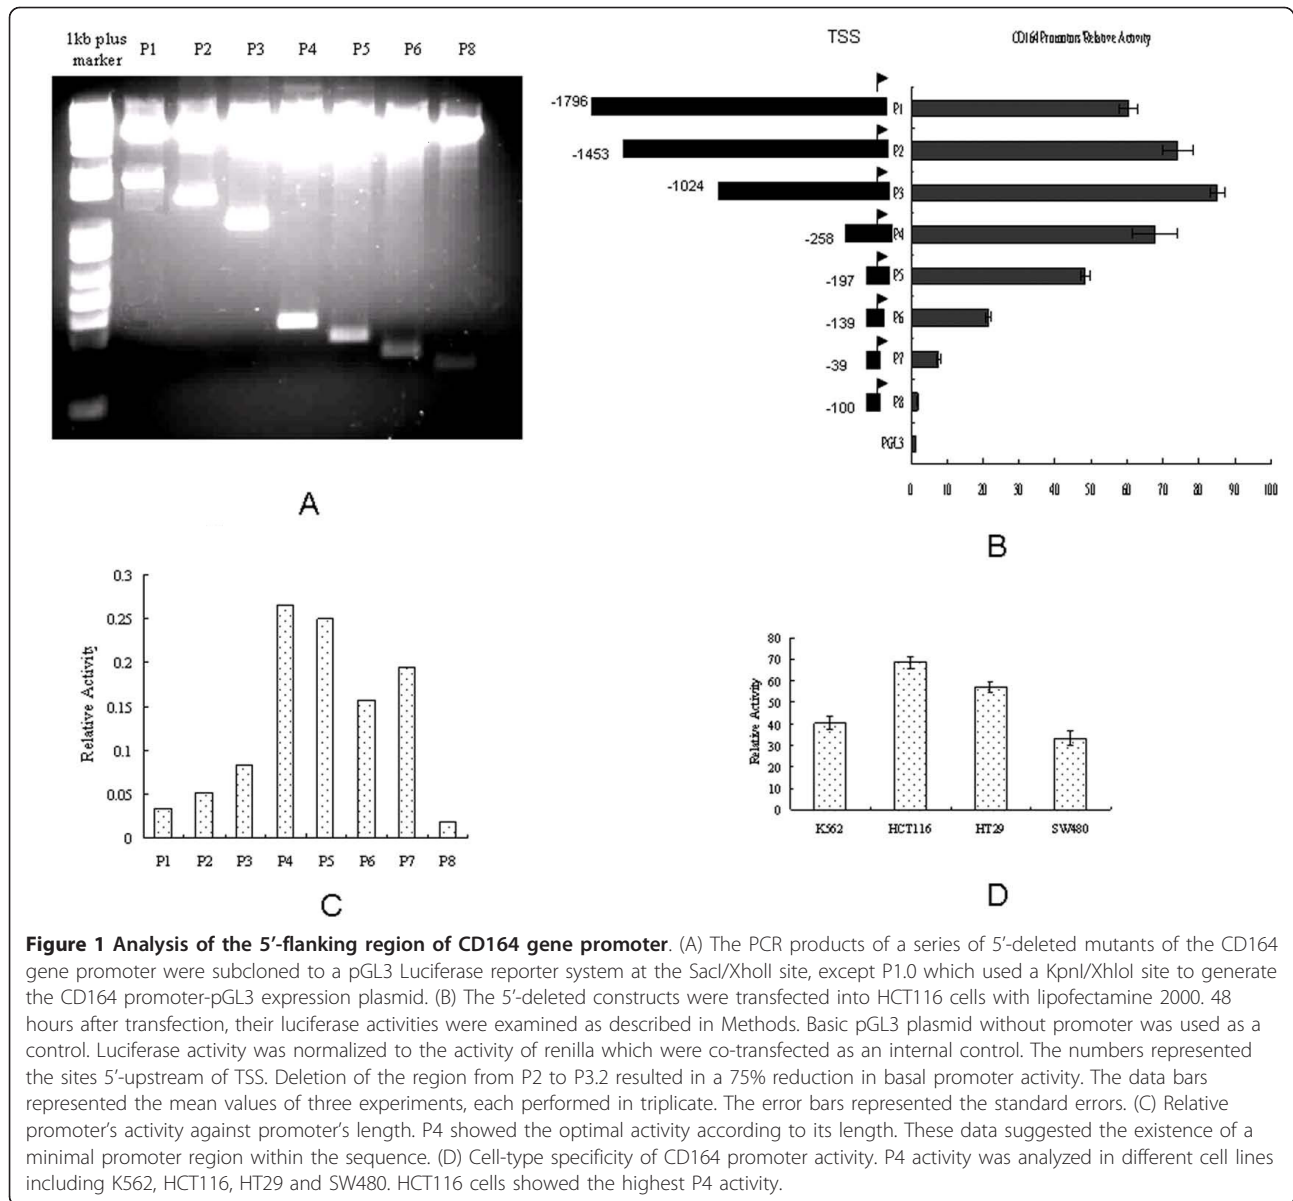 1kb plus
marker
P1 P2 P3 P4 P5 P6 P8
A
TSS
CD164 Promotors Relative Activity
-1796 P1
-1453 P2
-1024 P3
-258 P4
-197 P5
-139 P6
-39 P7
-100 P8
PGL3
0 10 20 30 40 50 60 70 80 90 100
B
Relative Activity
0.3
0.25
0.2
0.15
0.1
0.05
0
P1 P2 P3 P4 P5 P6 P7 P8
C
Relative Activity
80
70
60
50
40
30
20
10
0
K562 HCT116 HT29 SW480
D
Figure 1 Analysis of the 5'-flanking region of CD164 gene promoter. (A) The PCR products of a series of 5'-deleted mutants of the CD164
gene promoter were subcloned to a pGL3 Luciferase reporter system at the SacI/XholI site, except P1.0 which used a KpnI/XhloI site to generate
the CD164 promoter-pGL3 expression plasmid. (B) The 5'-deleted constructs were transfected into HCT116 cells with lipofectamine 2000. 48
hours after transfection, their luciferase activities were examined as described in Methods. Basic pGL3 plasmid without promoter was used as a
control. Luciferase activity was normalized to the activity of renilla which were co-transfected as an internal control. The numbers represented
the sites 5'-upstream of TSS. Deletion of the region from P2 to P3.2 resulted in a 75% reduction in basal promoter activity. The data bars
represented the mean values of three experiments, each performed in triplicate. The error bars represented the standard errors. (C) Relative
promoter's activity against promoter's length. P4 showed the optimal activity according to its length. These data suggested the existence of a
minimal promoter region within the sequence. (D) Cell-type specificity of CD164 promoter activity. P4 activity was analyzed in different cell lines
including K562, HCT116, HT29 and SW480. HCT116 cells showed the highest P4 activity.